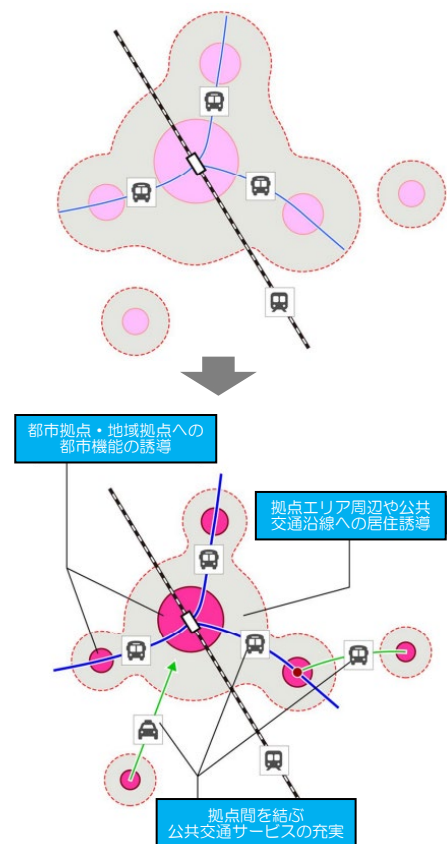 都市拠点・地域拠点への
都市機能の誘導
拠点エリア周辺や公共
交通沿線への居住誘導
拠点間を結ぶ
公共交通サービスの充実